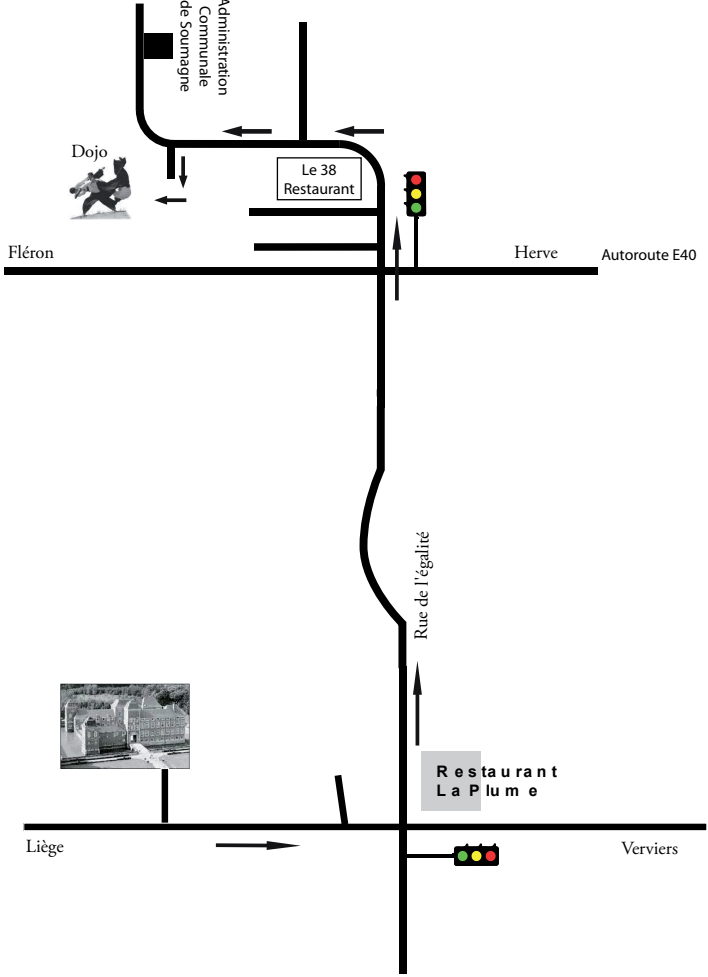 Administration
Communale
de Soumagne
Dojo
Le 38
Restaurant
Fléron
Herve
Autoroute E40
Rue de l'égalité
Restaurant
La Plume
Liège
Verviers